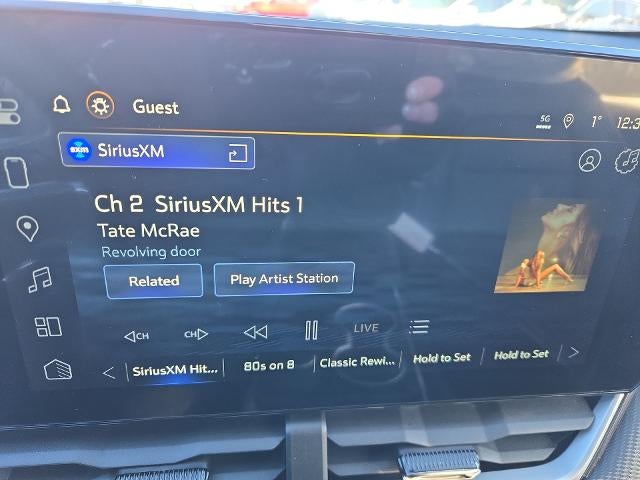 Guest
5G
1°
12:3
sxm SiriusXM
Ch 2 SiriusXM Hits 1
Tate McRae
Revolving door
Related
Play Artist Station
CH
CH
LIVE
SiriusXM Hit...
80s on 8
Classic Rewi...
Hold to Set
Hold to Set